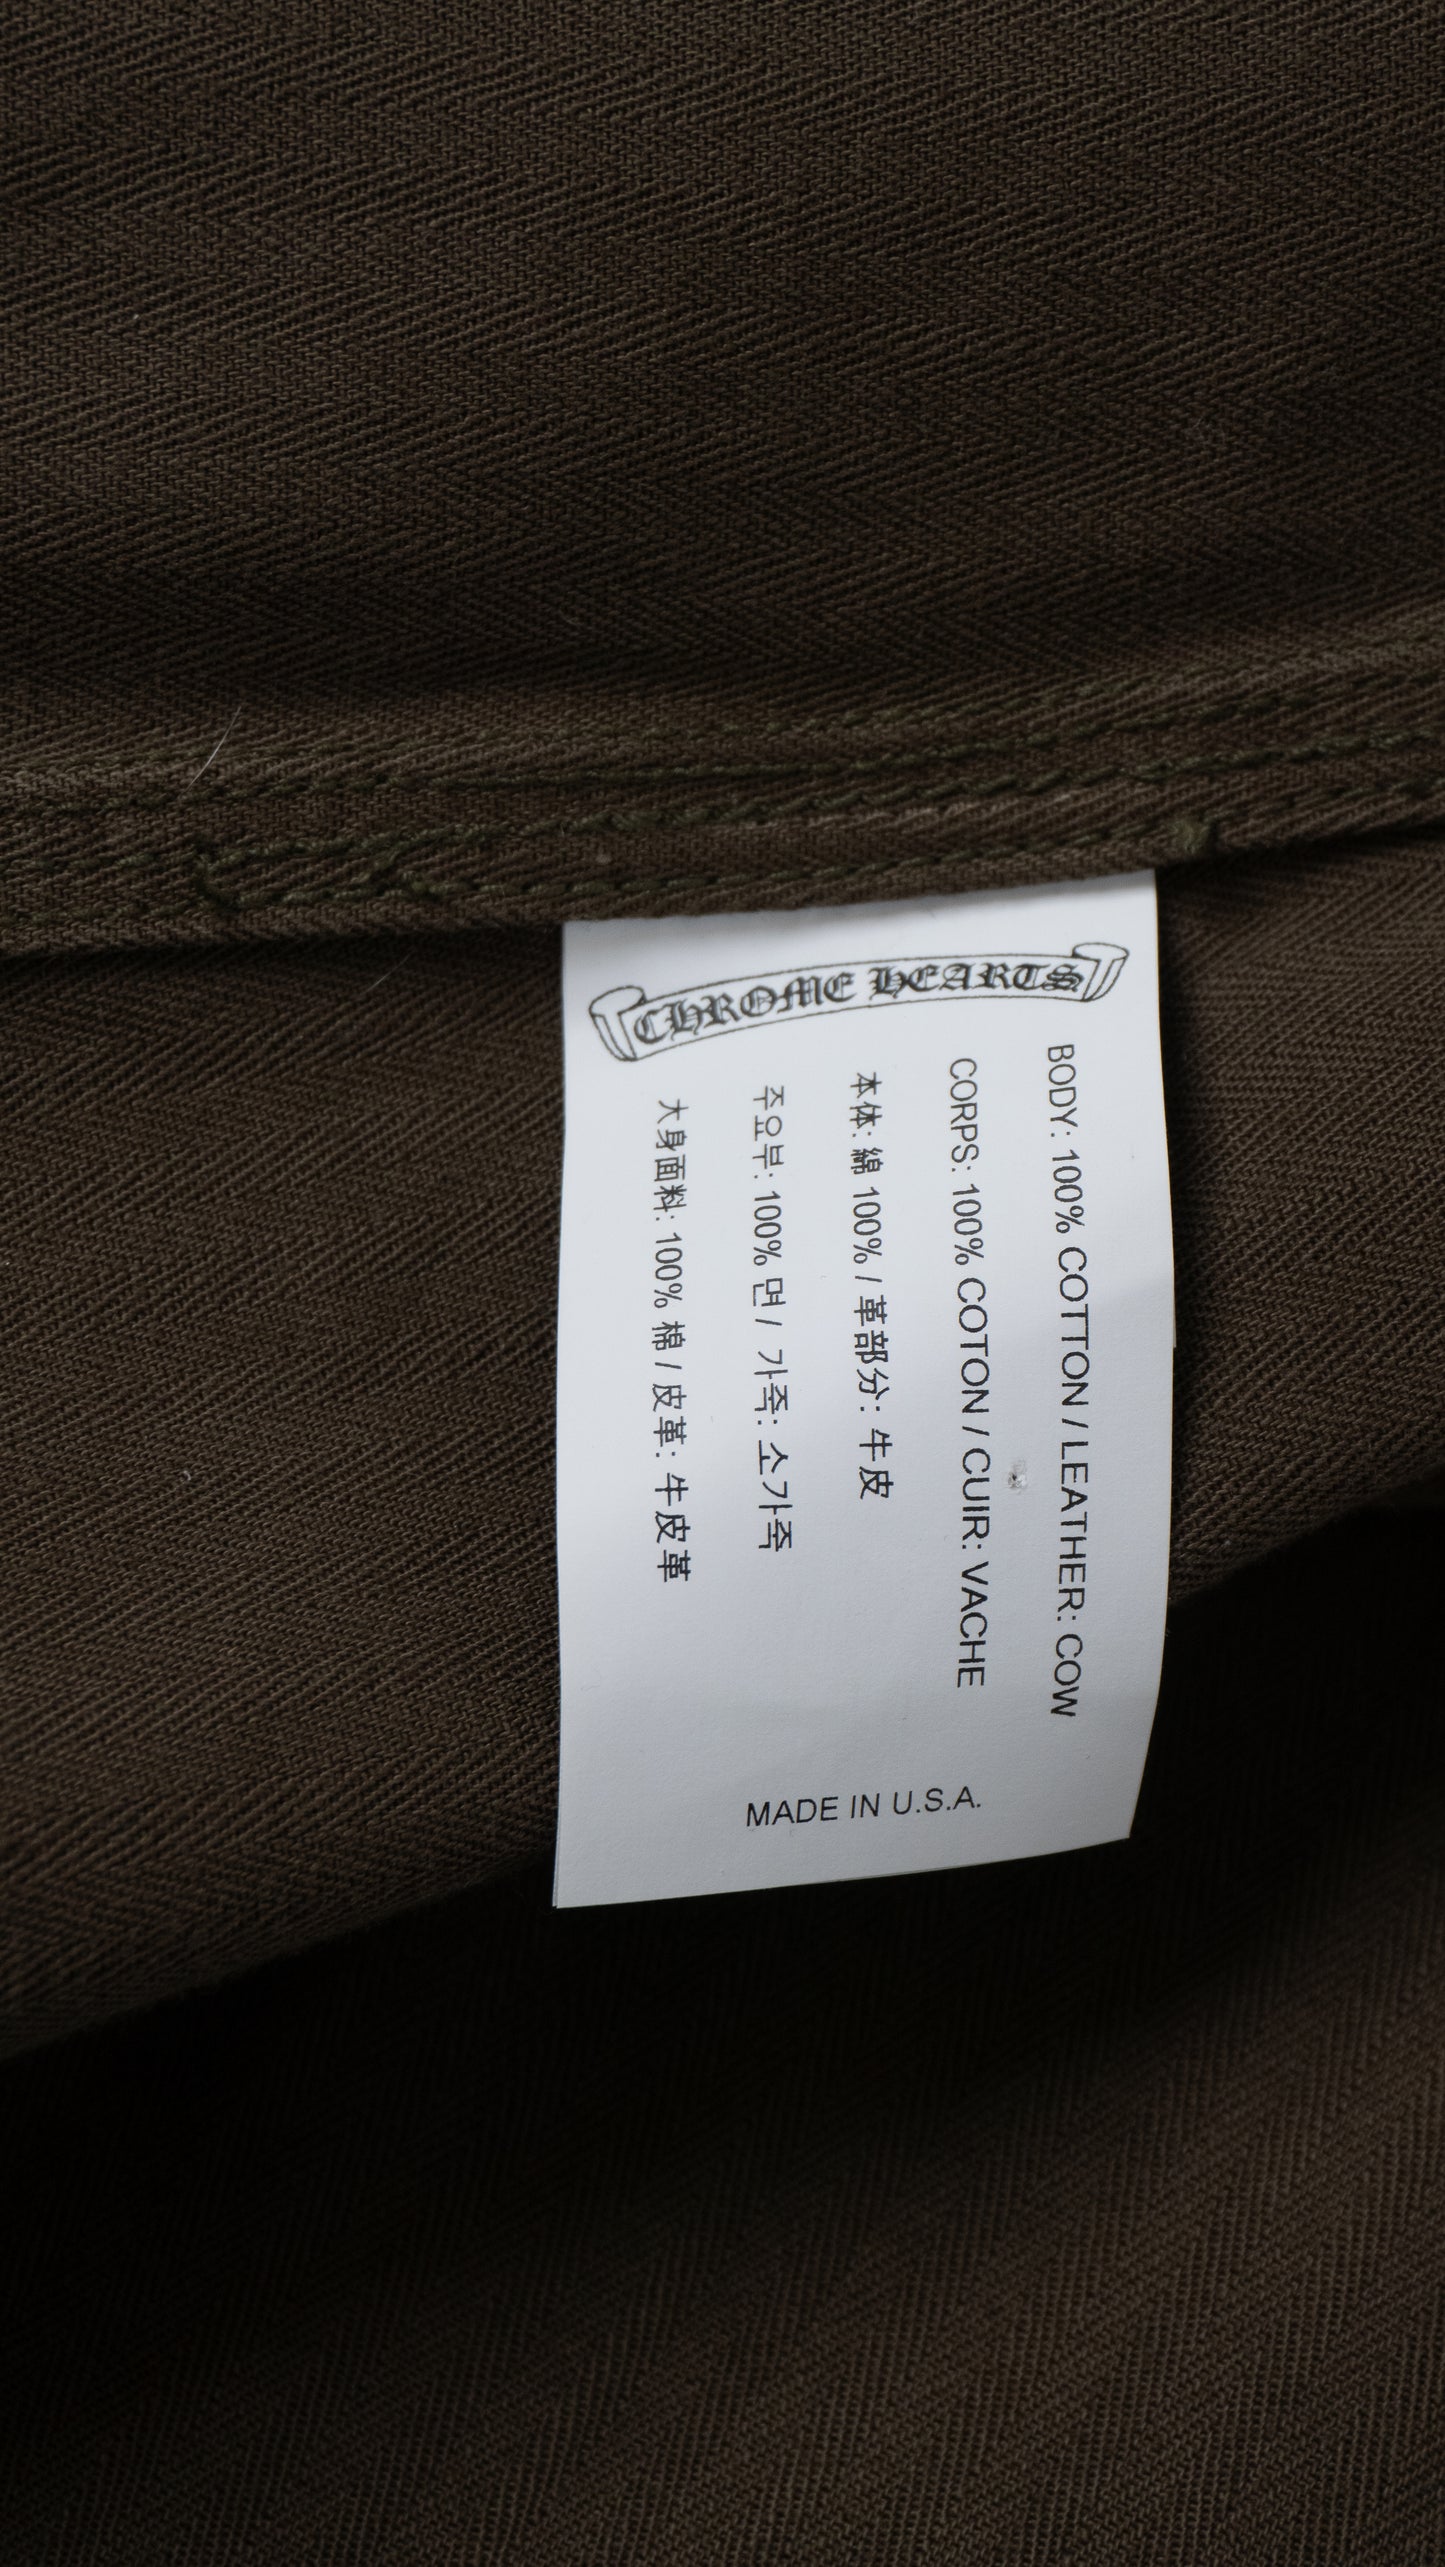 CHROME HEARTS
BODY: 100% COTTON / LEATHER: COW
CORPS: 100% COTON / CUIR: VACHE
本体: 綿 100% / 革部分: 牛皮
주요부: 100% 면 / 가죽: 소가죽
大身面料: 100% 棉 / 皮革: 牛皮革
MADE IN U.S.A.